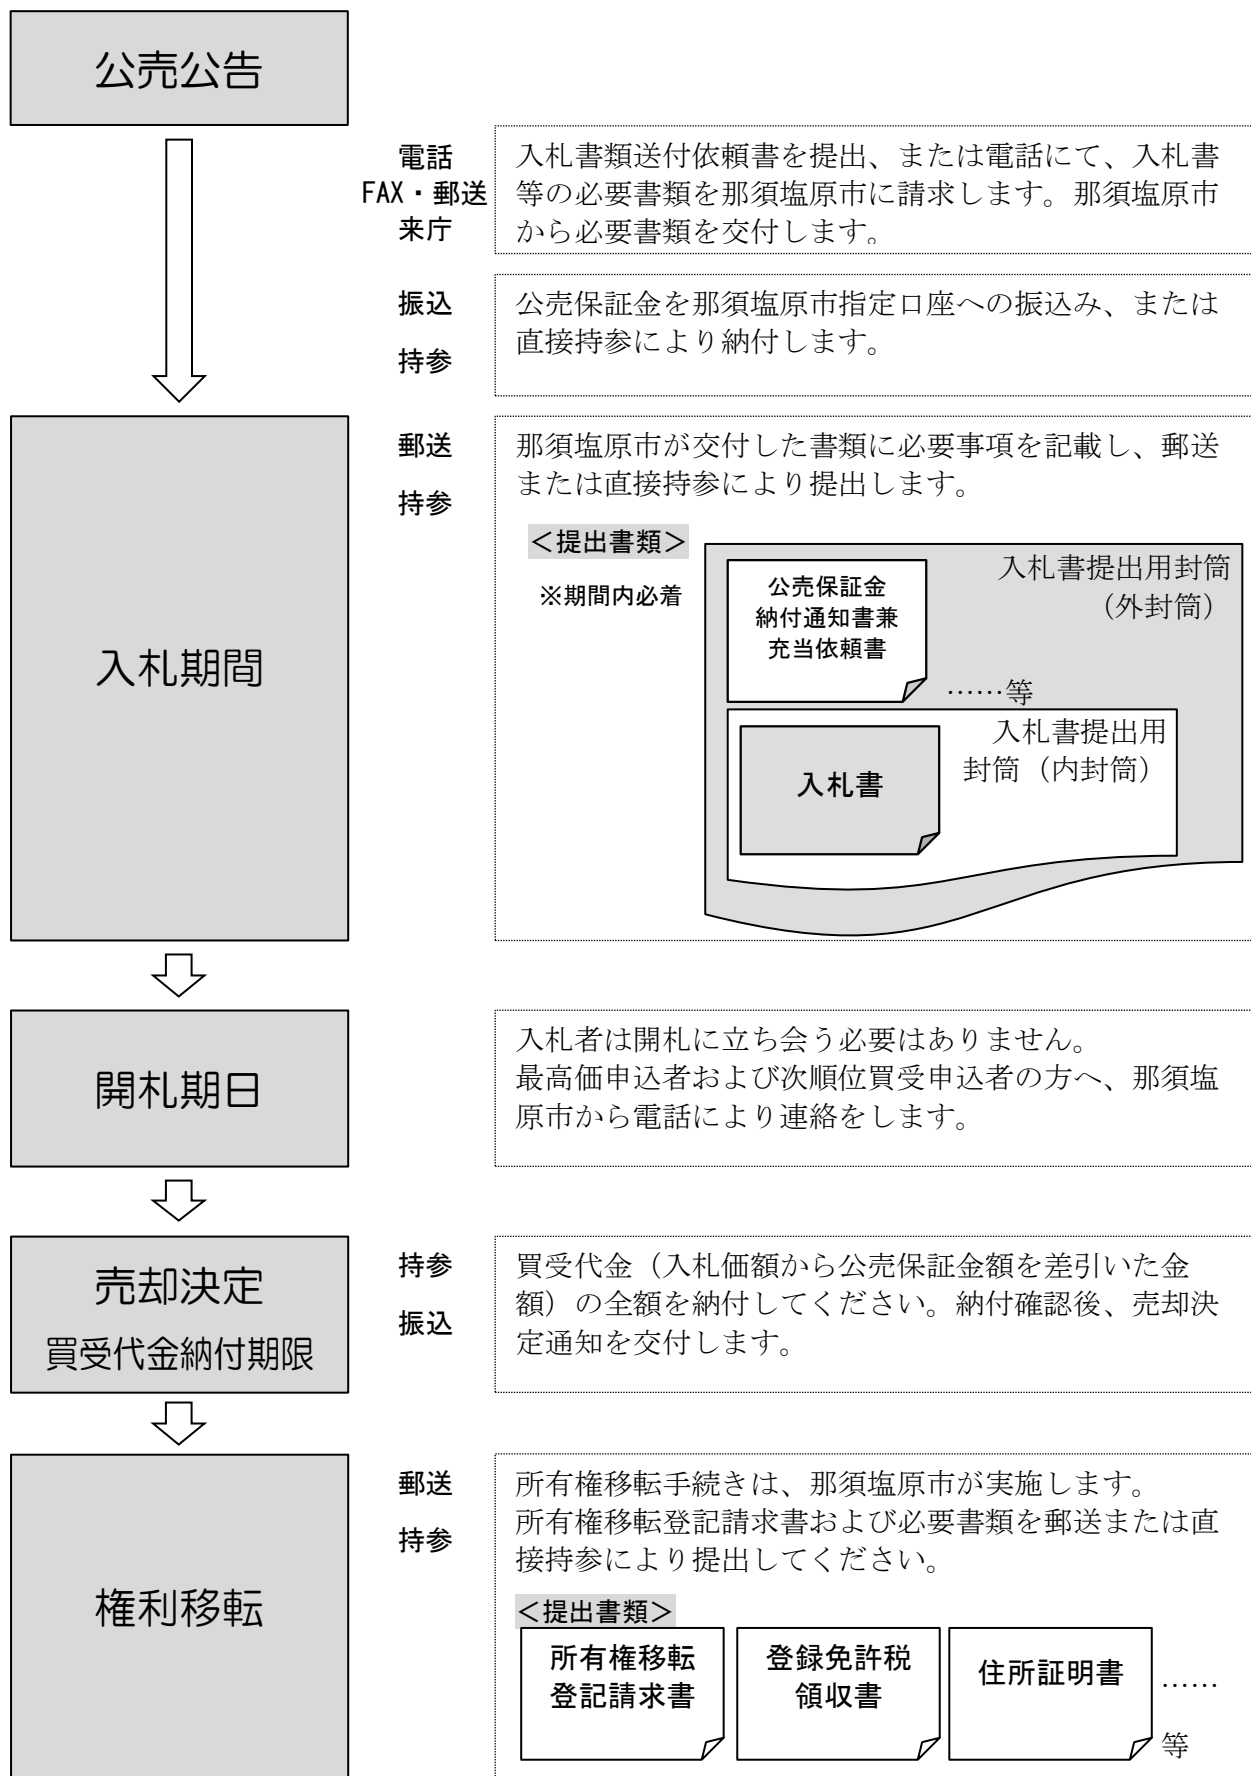 公売公告
電話
FAX・郵送
来庁
入札書類送付依頼書を提出、または電話にて、入札書
等の必要書類を那須塩原市に請求します。那須塩原市
から必要書類を交付します。
振込
持参
公売保証金を那須塩原市指定口座への振込み、または
直接持参により納付します。
入札期間
郵送
持参
那須塩原市が交付した書類に必要事項を記載し、郵送
または直接持参により提出します。
＜提出書類＞
※期間内必着
入札書提出用封筒
（外封筒）
公売保証金
納付通知書兼
充当依頼書
……等
入札書提出用
封筒（内封筒）
入札書
開札期日
入札者は開札に立ち会う必要はありません。
最高価申込者および次順位買受申込者の方へ、那須塩
原市から電話により連絡をします。
売却決定
買受代金納付期限
持参
振込
買受代金（入札価額から公売保証金額を差引いた金
額）の全額を納付してください。納付確認後、売却決
定通知を交付します。
権利移転
郵送
持参
所有権移転手続きは、那須塩原市が実施します。
所有権移転登記請求書および必要書類を郵送または直
接持参により提出してください。
＜提出書類＞
所有権移転
登記請求書
登録免許税
領収書
住所証明書
……
等